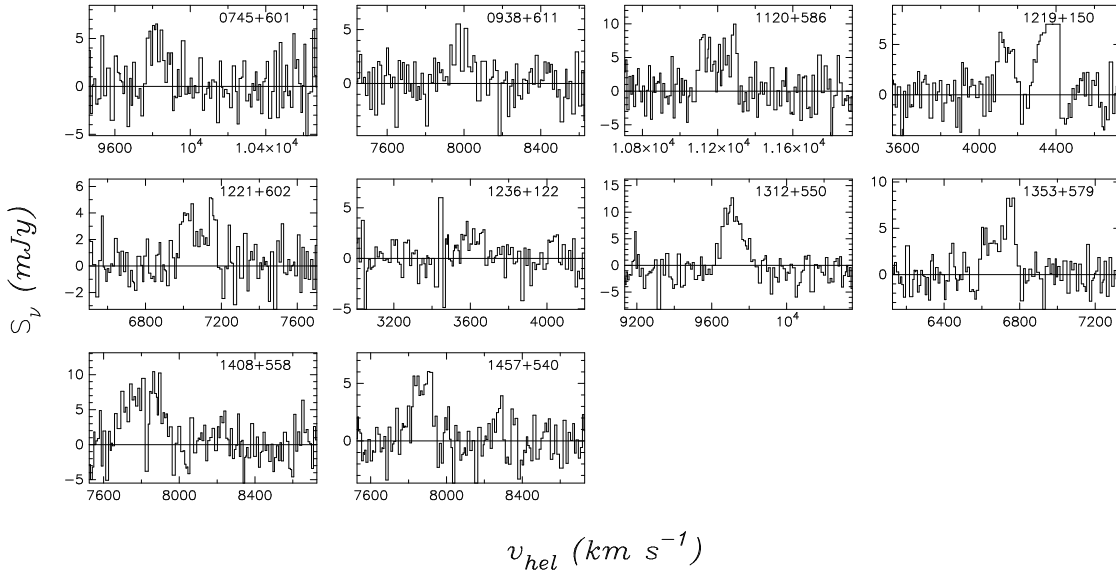 0745+601 0938+611 1120+586 1219+150
5 5 10 5
0 0 5 0
−5 0
−5
9600 10⁴ 1.04×10⁴ 7600 8000 8400 1.08×10⁴ 1.12×10⁴ 1.16×10⁴ 3600 4000 4400
1221+602 1236+122 1312+550 1353+579
6 5 15 10
4 0 10 5
2 −5 5 0
0 0
−2 −5
6800 7200 7600 3200 3600 4000 9200 9600 10⁴ 6400 6800 7200
S_ν (mJy)
1408+558 1457+540
10 5
5 0
0
−5
7600 8000 8400 7600 8000 8400
v_hel (km s⁻¹)